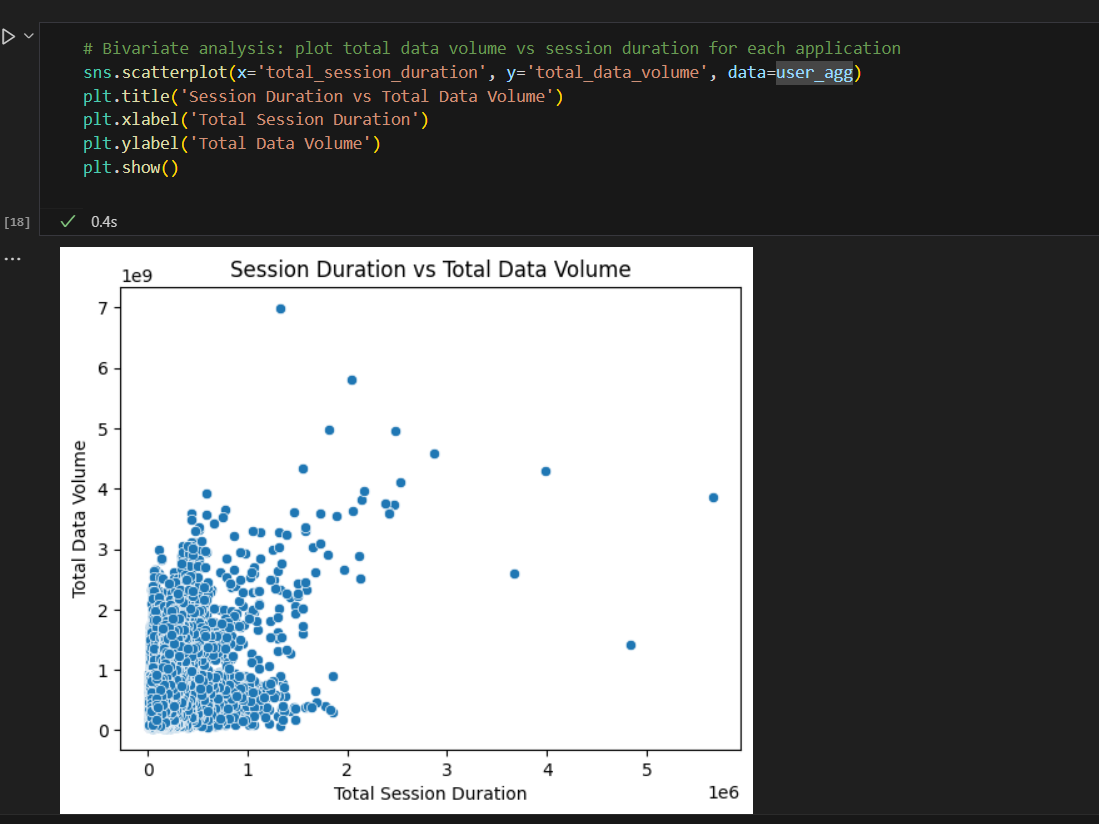 # Bivariate analysis: plot total data volume vs session duration for each application
sns.scatterplot(x='total_session_duration', y='total_data_volume', data=user_agg)
plt.title('Session Duration vs Total Data Volume')
plt.xlabel('Total Session Duration')
plt.ylabel('Total Data Volume')
plt.show()
[18]
0.4s
...
Session Duration vs Total Data Volume
1e9
7
6
5
4
3
2
1
0
Total Data Volume
0 1 2 3 4 5
1e6
Total Session Duration